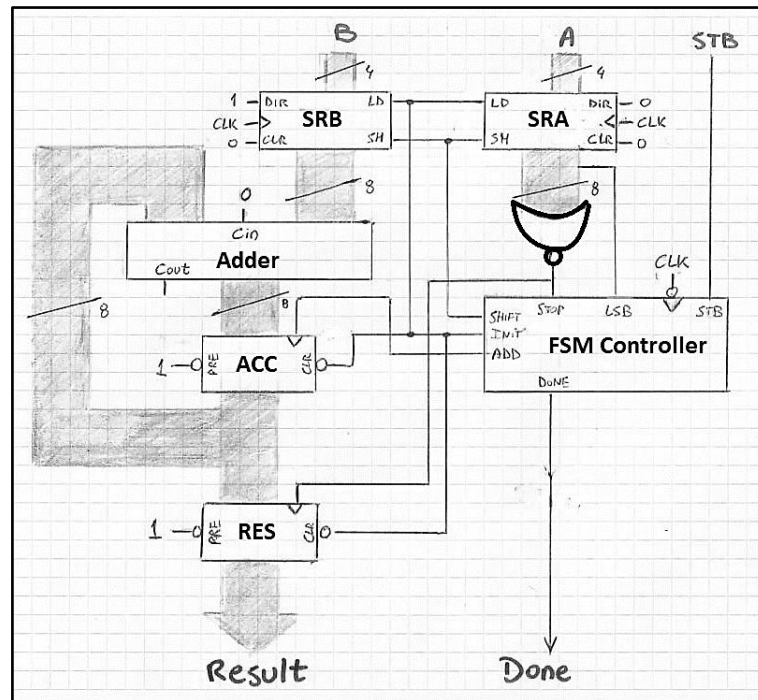 B
A
STB
4
4
1 DIR LD
LD DIR 0
CLK SRB
SRA CLK
0 CLR SH
SH CLR 0
8
8
0
Cin
Adder
Cout
CLK
8
8
STOP LSB STB
SHIFT
INIT
FSM Controller
ADD
1 PRE ACC CLR
DONE
1 PRE RES CLR
Result
Done